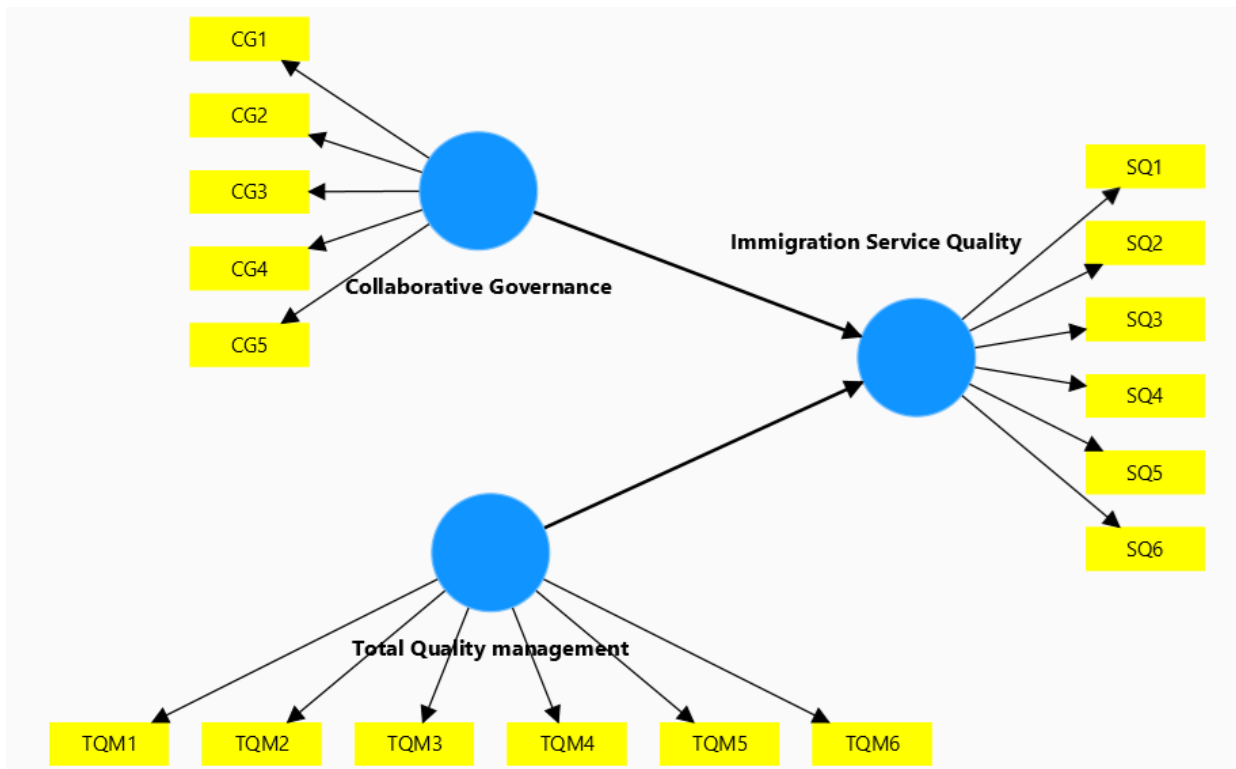 CG1
CG2
CG3
CG4
CG5
Collaborative Governance
Immigration Service Quality
SQ1
SQ2
SQ3
SQ4
SQ5
SQ6
Total Quality management
TQM1
TQM2
TQM3
TQM4
TQM5
TQM6